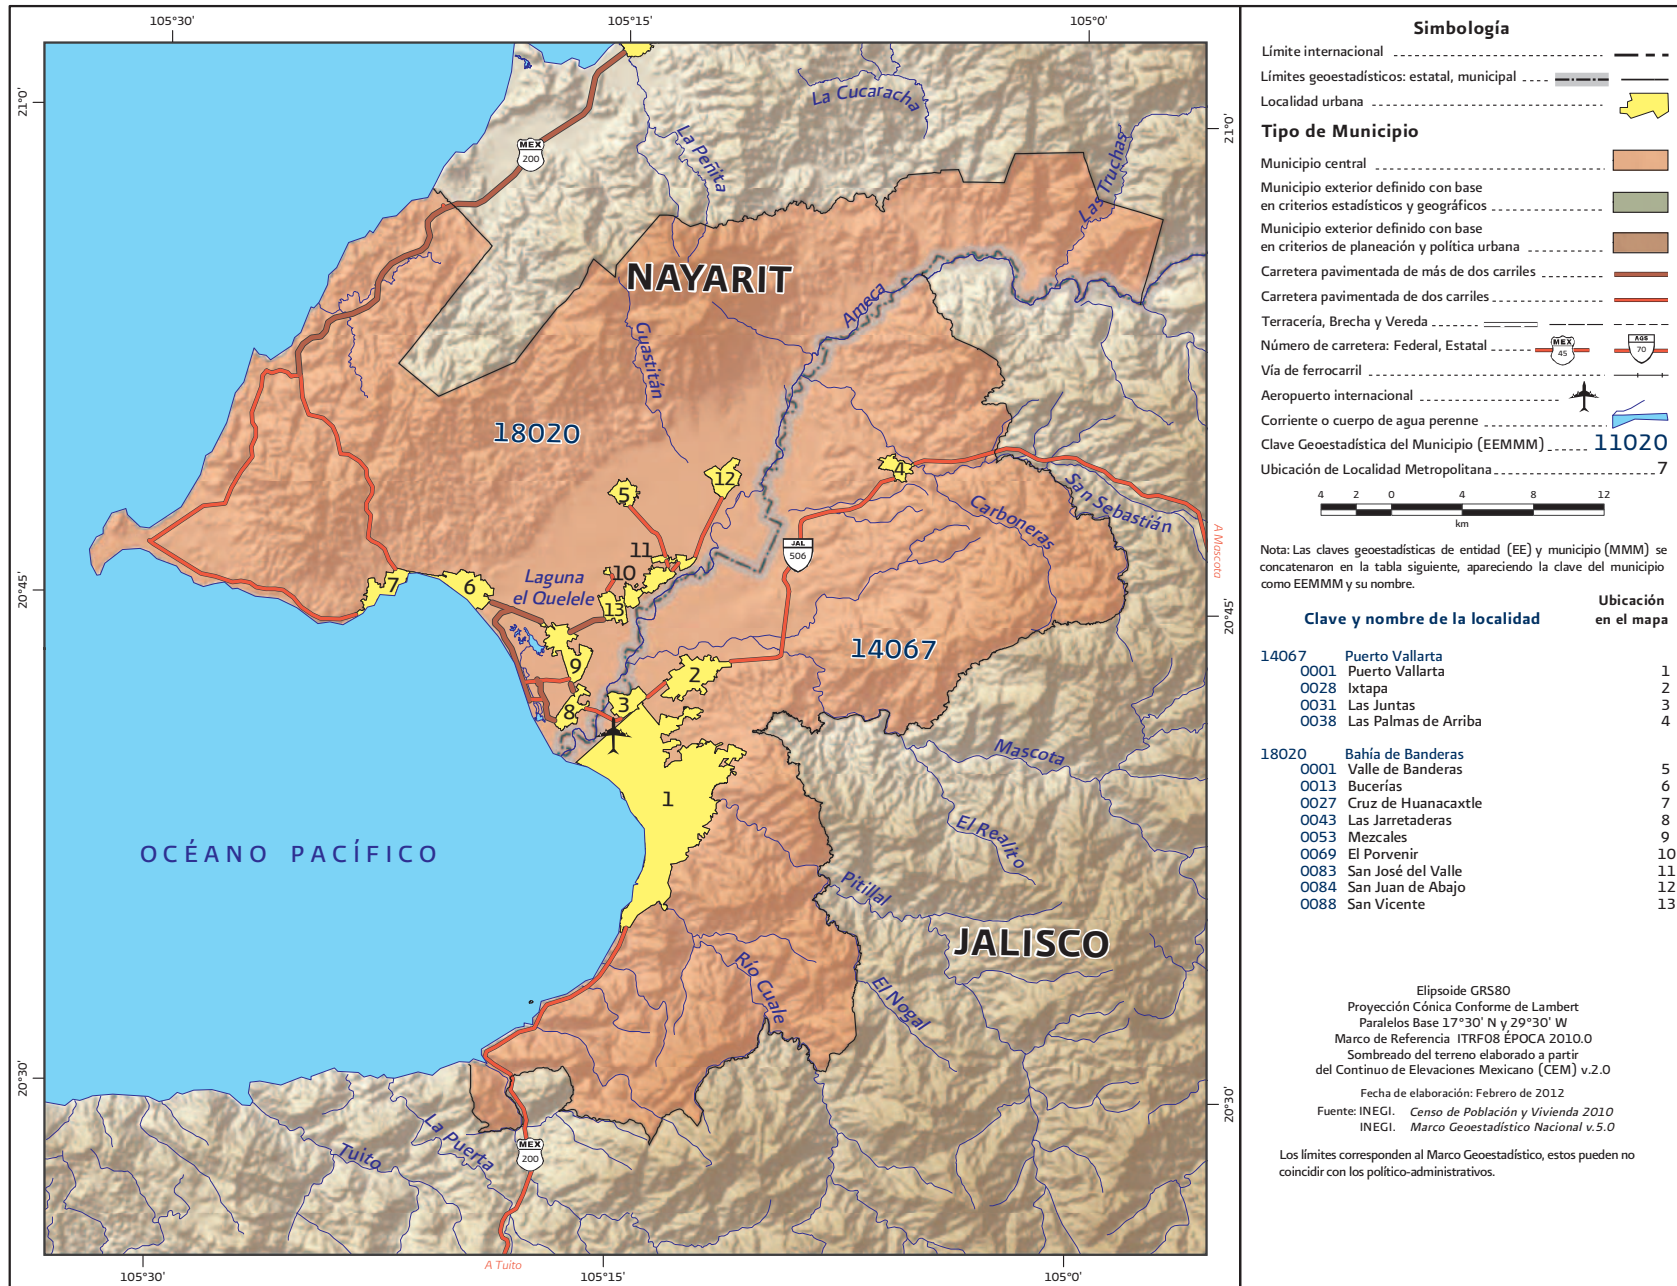 105°30'
105°15'
105°0'
21°0'
21°0'
20°45'
20°45'
20°30'
20°30'
105°30'
105°15'
105°0'
La Cucaracha
La Peñita
Las Truchas
MEX
200
NAYARIT
Ameca
Guastitán
18020
12
5
4
San Sebastián
Carboneras
A Mascota
11
JAL
506
10
7
6
Laguna
el Quelele
13
9
14067
2
3
8
Mascota
1
El Realito
OCÉANO PACÍFICO
Pitillal
JALISCO
Río Cuale
El Nogal
La Puerta
Tuito
MEX
200
A Tuito
Simbología
Límite internacional
Límites geoestadísticos: estatal, municipal
Localidad urbana
Tipo de Municipio
Municipio central
Municipio exterior definido con base
en criterios estadísticos y geográficos
Municipio exterior definido con base
en criterios de planeación y política urbana
Carretera pavimentada de más de dos carriles
Carretera pavimentada de dos carriles
Terracería, Brecha y Vereda
Número de carretera: Federal, Estatal MEX 45 AGS 70
Vía de ferrocarril
Aeropuerto internacional
Corriente o cuerpo de agua perenne
Clave Geoestadística del Municipio (EEMMM) 11020
Ubicación de Localidad Metropolitana 7
4 2 0 4 8 12
km
Nota: Las claves geoestadísticas de entidad (EE) y municipio (MMM) se
concatenaron en la tabla siguiente, apareciendo la clave del municipio
como EEMMM y su nombre.
Clave y nombre de la localidad Ubicación
en el mapa
14067 Puerto Vallarta
0001 Puerto Vallarta 1
0028 Ixtapa 2
0031 Las Juntas 3
0038 Las Palmas de Arriba 4
18020 Bahía de Banderas
0001 Valle de Banderas 5
0013 Bucerías 6
0027 Cruz de Huanacaxtle 7
0043 Las Jarretaderas 8
0053 Mezcales 9
0069 El Porvenir 10
0083 San José del Valle 11
0084 San Juan de Abajo 12
0088 San Vicente 13
Elipsoide GRS80
Proyección Cónica Conforme de Lambert
Paralelos Base 17°30' N y 29°30' W
Marco de Referencia ITRF08 ÉPOCA 2010.0
Sombreado del terreno elaborado a partir
del Continuo de Elevaciones Mexicano (CEM) v.2.0
Fecha de elaboración: Febrero de 2012
Fuente: INEGI. Censo de Población y Vivienda 2010
INEGI. Marco Geoestadístico Nacional v.5.0
Los límites corresponden al Marco Geoestadístico, estos pueden no
coincidir con los político-administrativos.